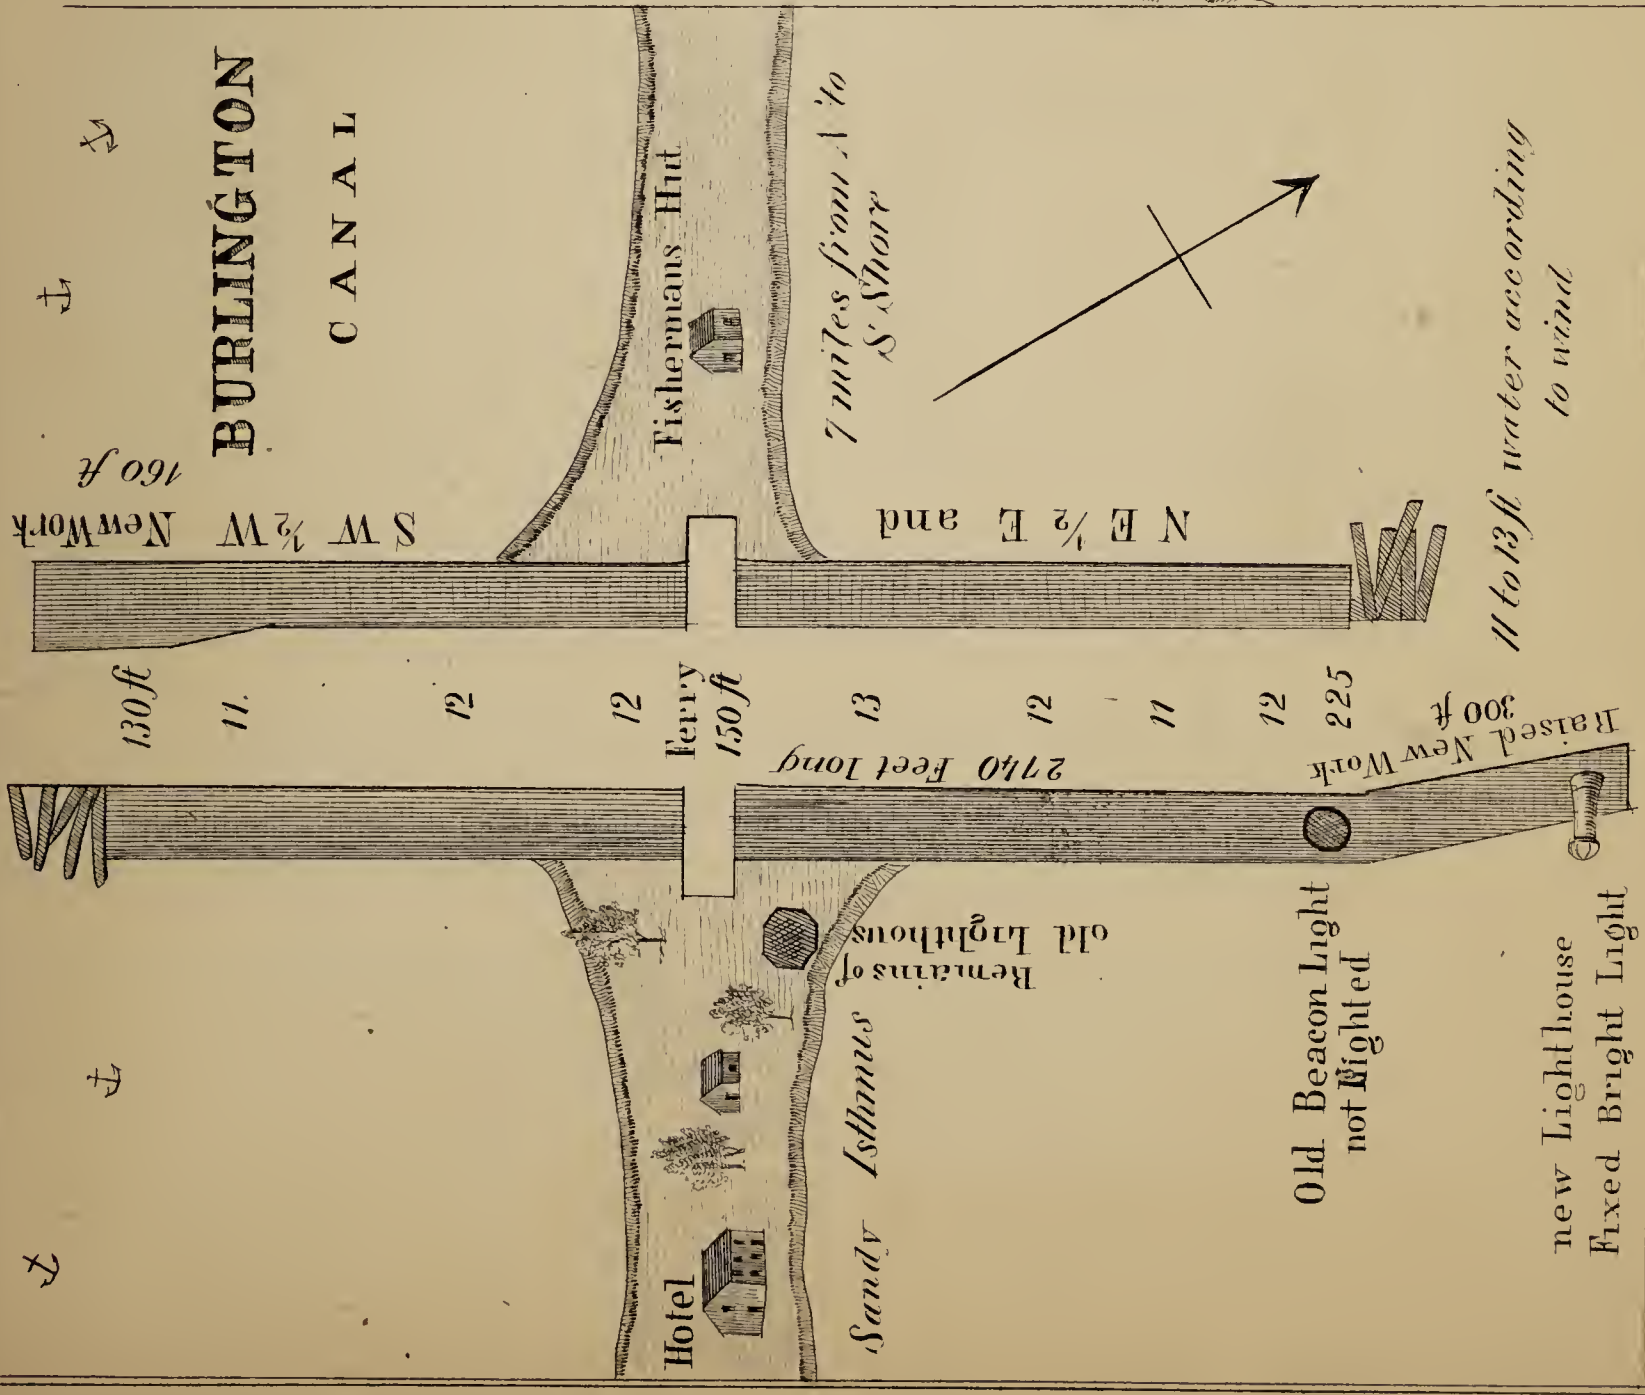 BURLINGTON
CANAL
New Work
160 ft
S W ½ W
N E ½ E and
Fishermans Hut
7 miles from N to
S Shore
11 to 13 ft water according
to wind
130 ft
11.
12
12
Ferry
150 ft
13
12
11
12
225
2740 Feet long
300 ft
Raised New Work
Remains of
old Lighthous
Hotel
Sandy Isthmus
Old Beacon Light
not Lighted
new Lighthouse
Fixed Bright Light